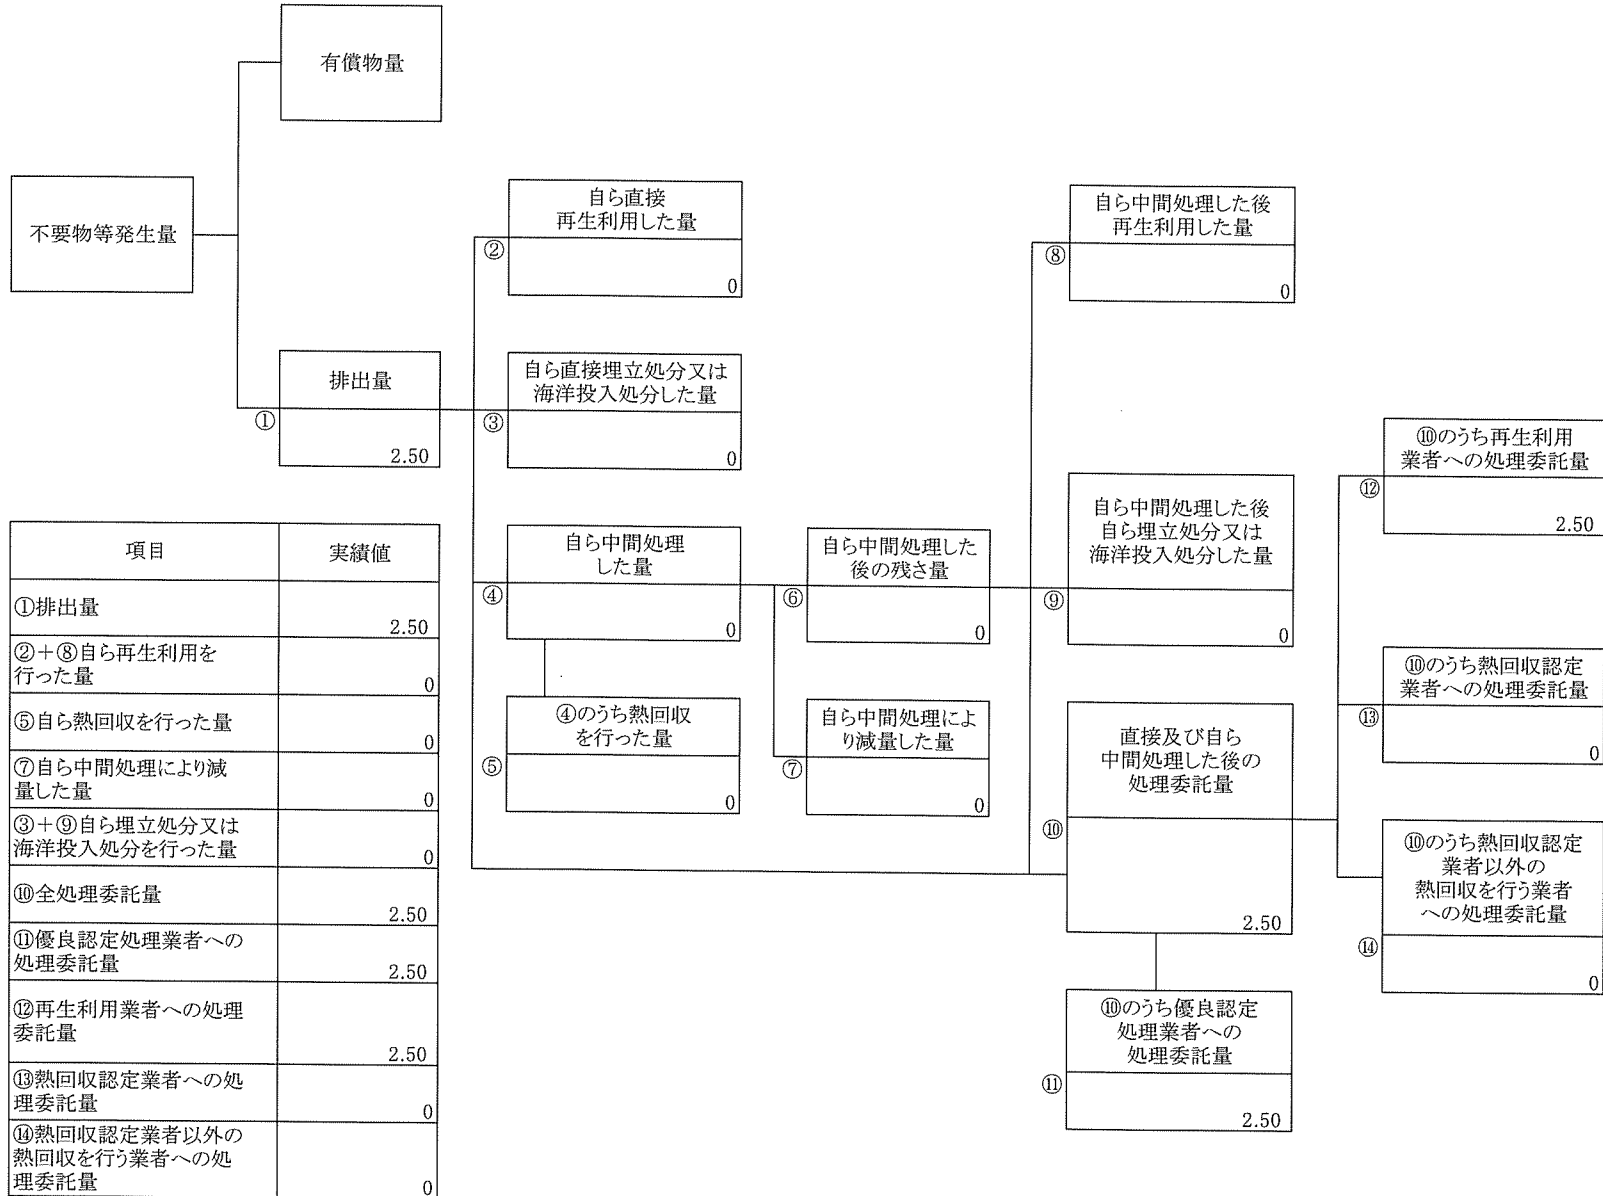 有償物量
不要物等発生量
① 排出量
2.50
② 自ら直接
再生利用した量
0
③ 自ら直接埋立処分又は
海洋投入処分した量
0
④ 自ら中間処理
した量
0
⑤ ④のうち熱回収
を行った量
0
⑥ 自ら中間処理した
後の残さ量
0
⑦ 自ら中間処理によ
り減量した量
0
⑧ 自ら中間処理した後
再生利用した量
0
⑨ 自ら中間処理した後
自ら埋立処分又は
海洋投入処分した量
0
⑩ 直接及び自ら
中間処理した後の
処理委託量
2.50
⑪ ⑩のうち優良認定
処理業者への
処理委託量
2.50
⑫ ⑩のうち再生利用
業者への処理委託量
2.50
⑬ ⑩のうち熱回収認定
業者への処理委託量
0
⑭ ⑩のうち熱回収認定
業者以外の
熱回収を行う業者
への処理委託量
0
項目 実績値
①排出量
2.50
②+⑧自ら再生利用を
行った量
0
⑤自ら熱回収を行った量
0
⑦自ら中間処理により減
量した量
0
③+⑨自ら埋立処分又は
海洋投入処分を行った量
0
⑩全処理委託量
2.50
⑪優良認定処理業者への
処理委託量
2.50
⑫再生利用業者への処理
委託量
2.50
⑬熱回収認定業者への処
理委託量
0
⑭熱回収認定業者以外の
熱回収を行う業者への処
理委託量
0